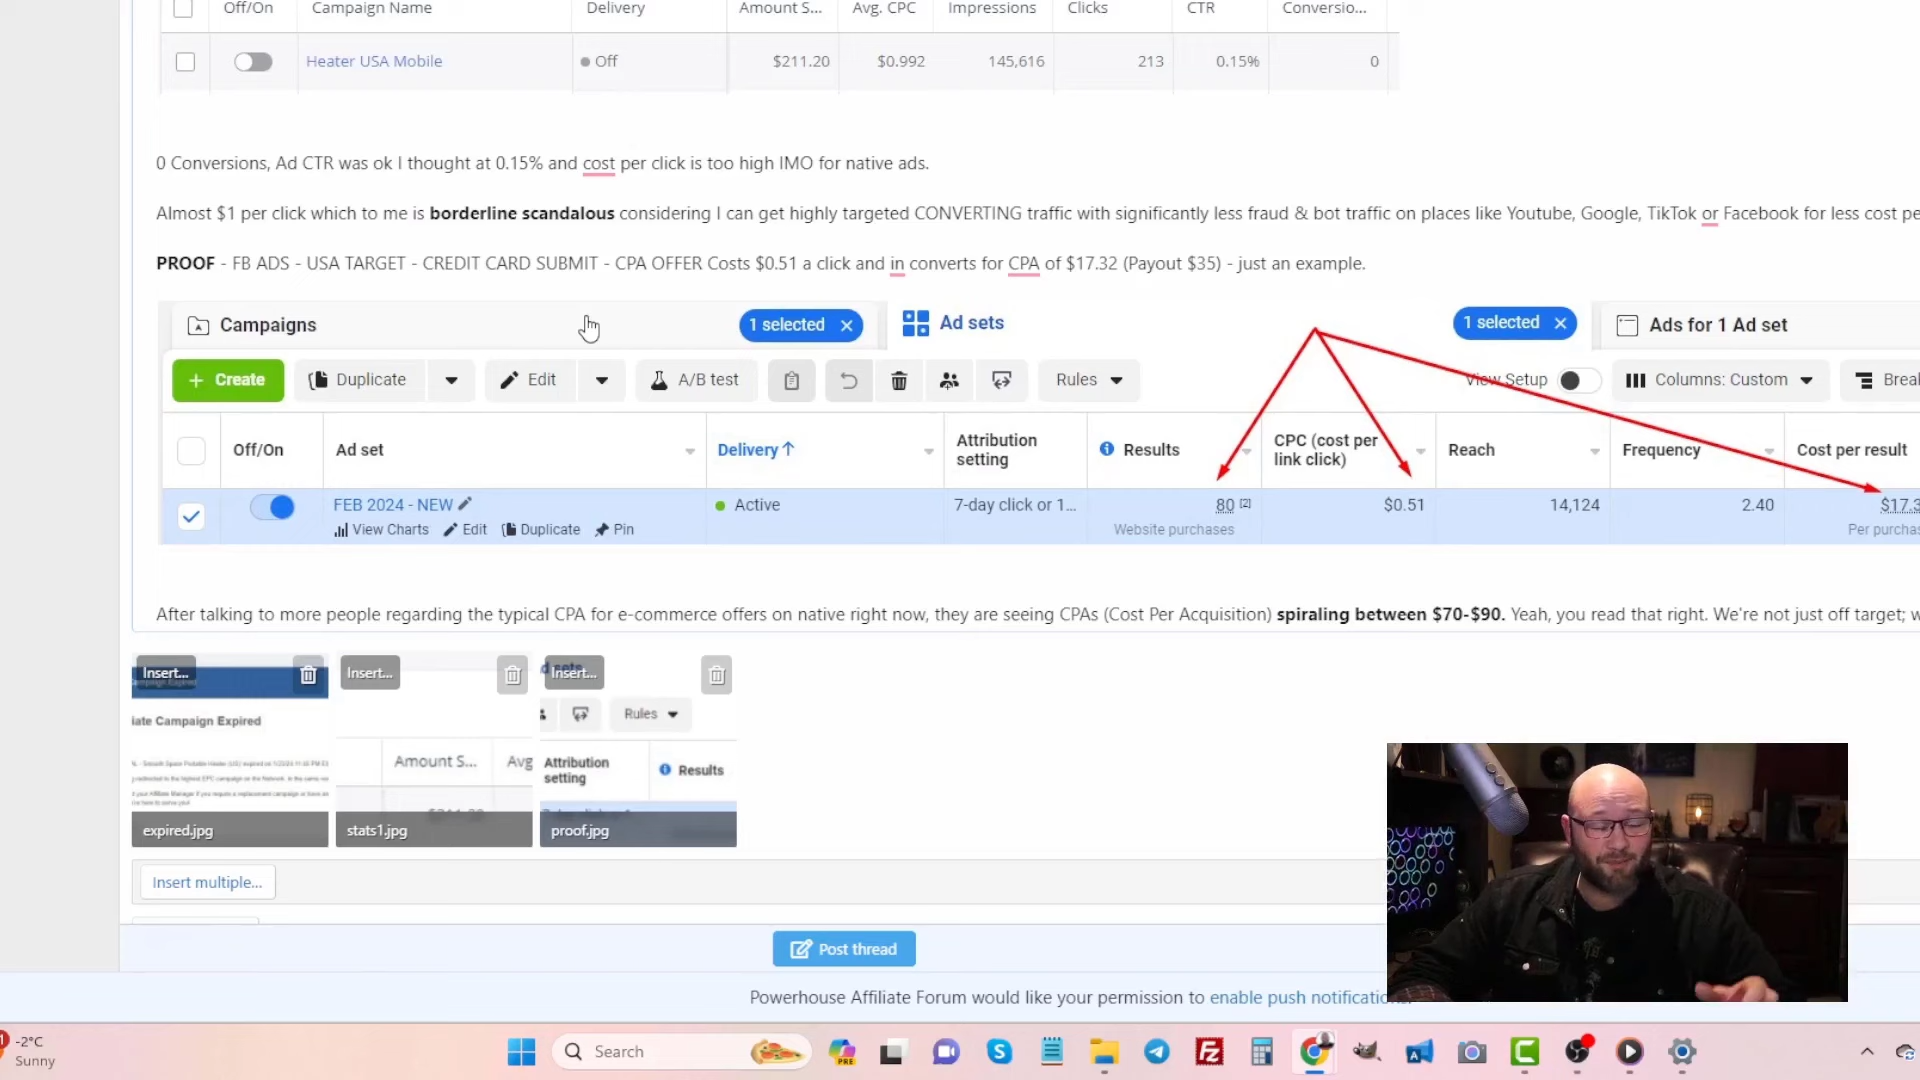 Off/On Campaign Name Delivery Amount S... Avg. CPC Impressions Clicks CTR Conversio...
Heater USA Mobile Off $211.20 $0.992 145,616 213 0.15% 0
0 Conversions, Ad CTR was ok I thought at 0.15% and cost per click is too high IMO for native ads.
Almost $1 per click which to me is borderline scandalous considering I can get highly targeted CONVERTING traffic with significantly less fraud & bot traffic on places like Youtube, Google, TikTok or Facebook for less cost pe
PROOF - FB ADS - USA TARGET - CREDIT CARD SUBMIT - CPA OFFER Costs $0.51 a click and in converts for CPA of $17.32 (Payout $35) - just an example.
Campaigns 1 selected Ad sets 1 selected Ads for 1 Ad set
+ Create Duplicate Edit A/B test Rules View Setup Columns: Custom Brea
Off/On Ad set Delivery ↑ Attribution setting Results CPC (cost per link click) Reach Frequency Cost per result
FEB 2024 - NEW Active 7-day click or 1... 80 [2] $0.51 14,124 2.40 $17.3
View Charts Edit Duplicate Pin Website purchases Per purchas
After talking to more people regarding the typical CPA for e-commerce offers on native right now, they are seeing CPAs (Cost Per Acquisition) spiraling between $70-$90. Yeah, you read that right. We're not just off target; w
Insert... Insert... Insert...
iate Campaign Expired
Rules
Amount S... Avg
Attribution setting Results
expired.jpg stats1.jpg proof.jpg
Insert multiple...
Post thread
Powerhouse Affiliate Forum would like your permission to enable push notificatio
-2°C
Sunny
Search
PRE